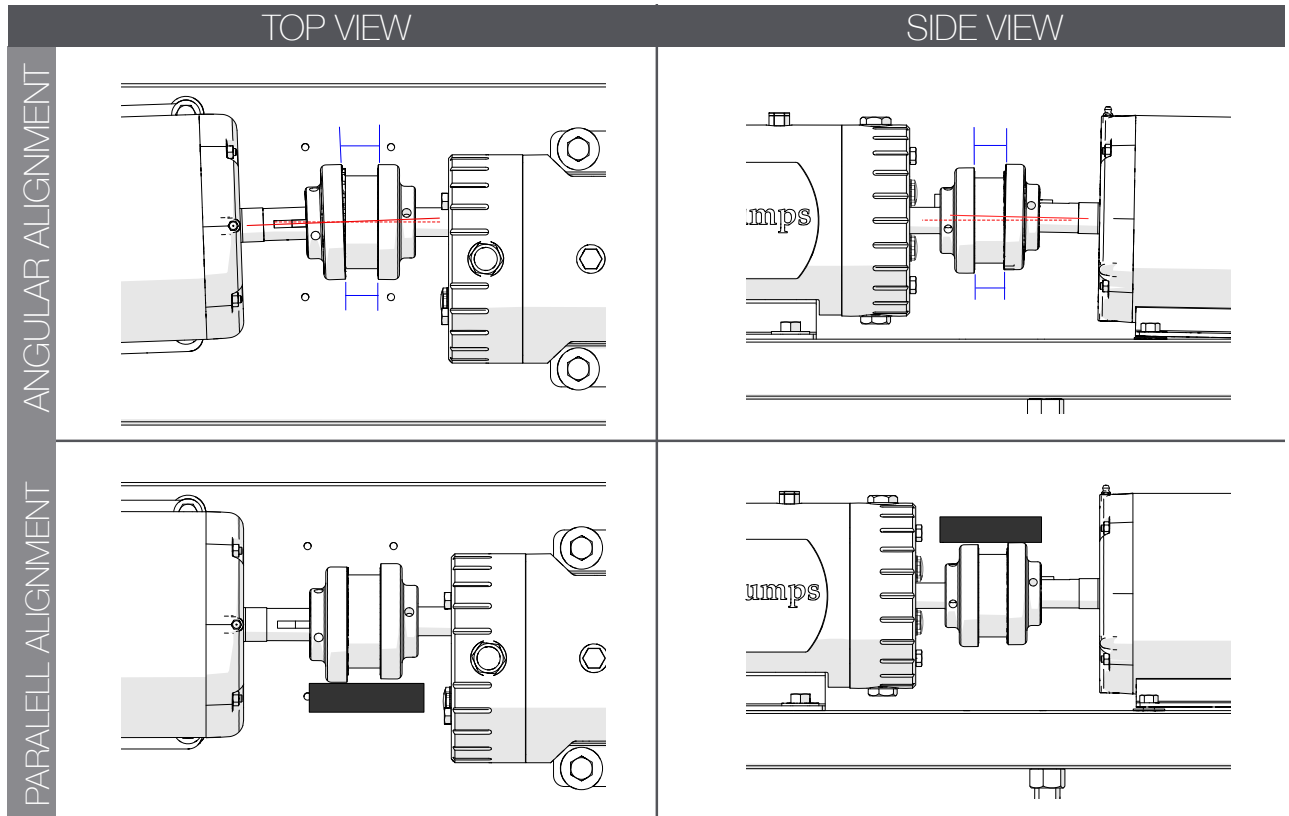 TOP VIEW
SIDE VIEW
ANGULAR ALIGNMENT
umps
PARALELL ALIGNMENT
umps